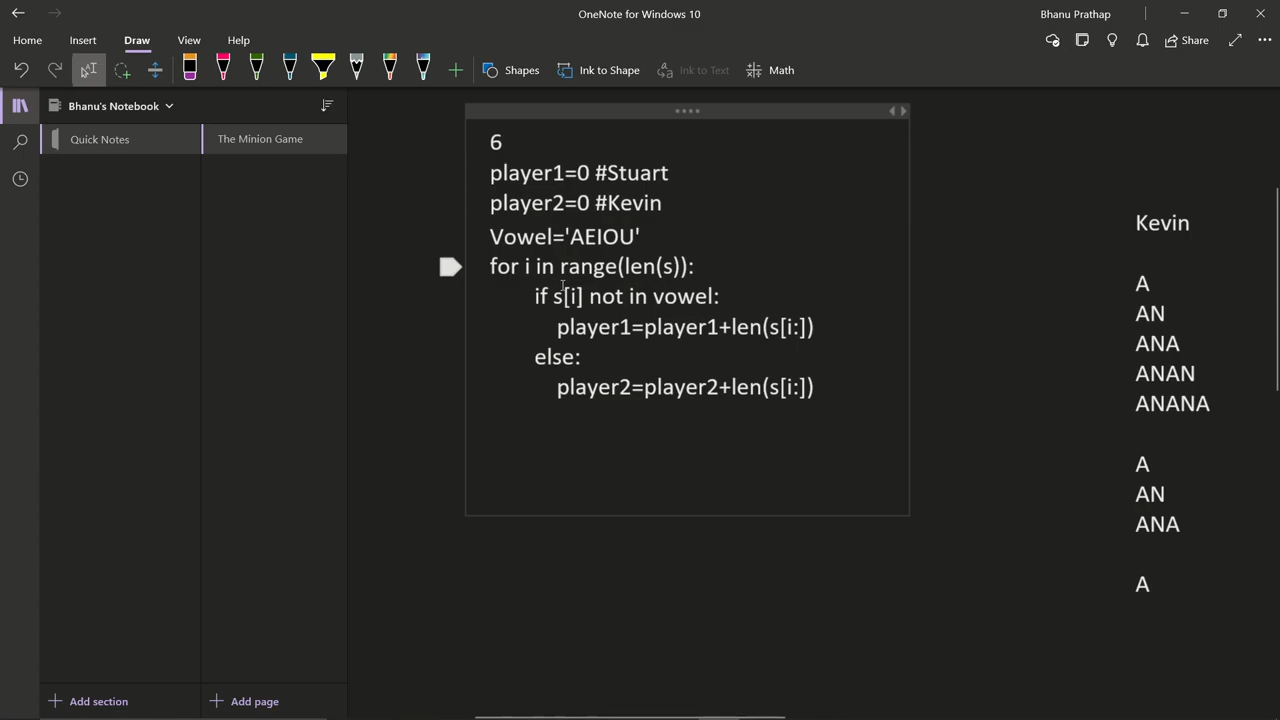 OneNote for Windows 10
Bhanu Prathap
Home
Insert
Draw
View
Help
Share
Shapes
Ink to Shape
Ink to Text
Math
Bhanu's Notebook
Quick Notes
The Minion Game
6
player1=0 #Stuart
player2=0 #Kevin
Vowel='AEIOU'
for i in range(len(s)):
if s[i] not in vowel:
player1=player1+len(s[i:])
else:
player2=player2+len(s[i:])
Kevin
A
AN
ANA
ANAN
ANANA
A
AN
ANA
A
Add section
Add page